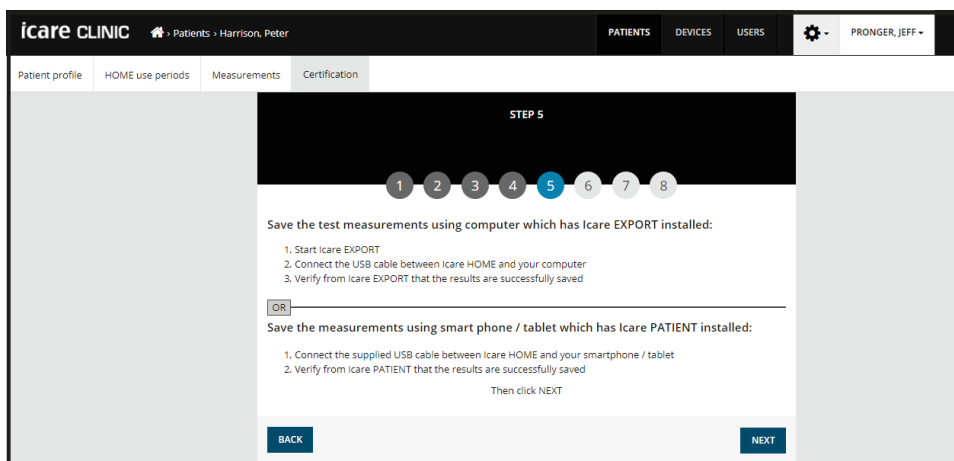 icare CLINIC
› Patients › Harrison, Peter
PATIENTS
DEVICES
USERS
PRONGER, JEFF
Patient profile
HOME use periods
Measurements
Certification
STEP 5
1 2 3 4 5 6 7 8
Save the test measurements using computer which has Icare EXPORT installed:
1. Start Icare EXPORT
2. Connect the USB cable between Icare HOME and your computer
3. Verify from Icare EXPORT that the results are successfully saved
OR
Save the measurements using smart phone / tablet which has Icare PATIENT installed:
1. Connect the supplied USB cable between Icare HOME and your smartphone / tablet
2. Verify from Icare PATIENT that the results are successfully saved
Then click NEXT
BACK
NEXT